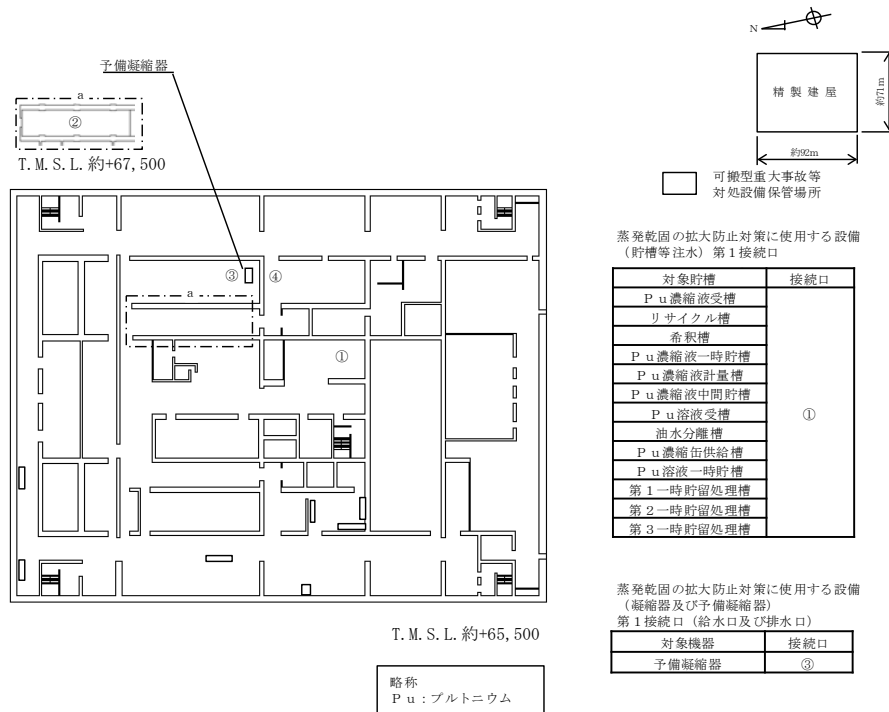 予備凝縮器
a
②
T.M.S.L.約+67,500
N
精製建屋
約71m
約92m
可搬型重大事故等
対処設備保管場所
③
④
a
①
T.M.S.L.約+65,500
略称
Ｐｕ：プルトニウム
蒸発乾固の拡大防止対策に使用する設備
（貯槽等注水）第１接続口
対象貯槽 接続口
Ｐｕ濃縮液受槽
リサイクル槽
希釈槽
Ｐｕ濃縮液一時貯槽
Ｐｕ濃縮液計量槽
Ｐｕ濃縮液中間貯槽
Ｐｕ溶液受槽 ①
油水分離槽
Ｐｕ濃縮缶供給槽
Ｐｕ溶液一時貯槽
第１一時貯留処理槽
第２一時貯留処理槽
第３一時貯留処理槽
蒸発乾固の拡大防止対策に使用する設備
（凝縮器及び予備凝縮器）
第１接続口（給水口及び排水口）
対象機器 接続口
予備凝縮器 ③